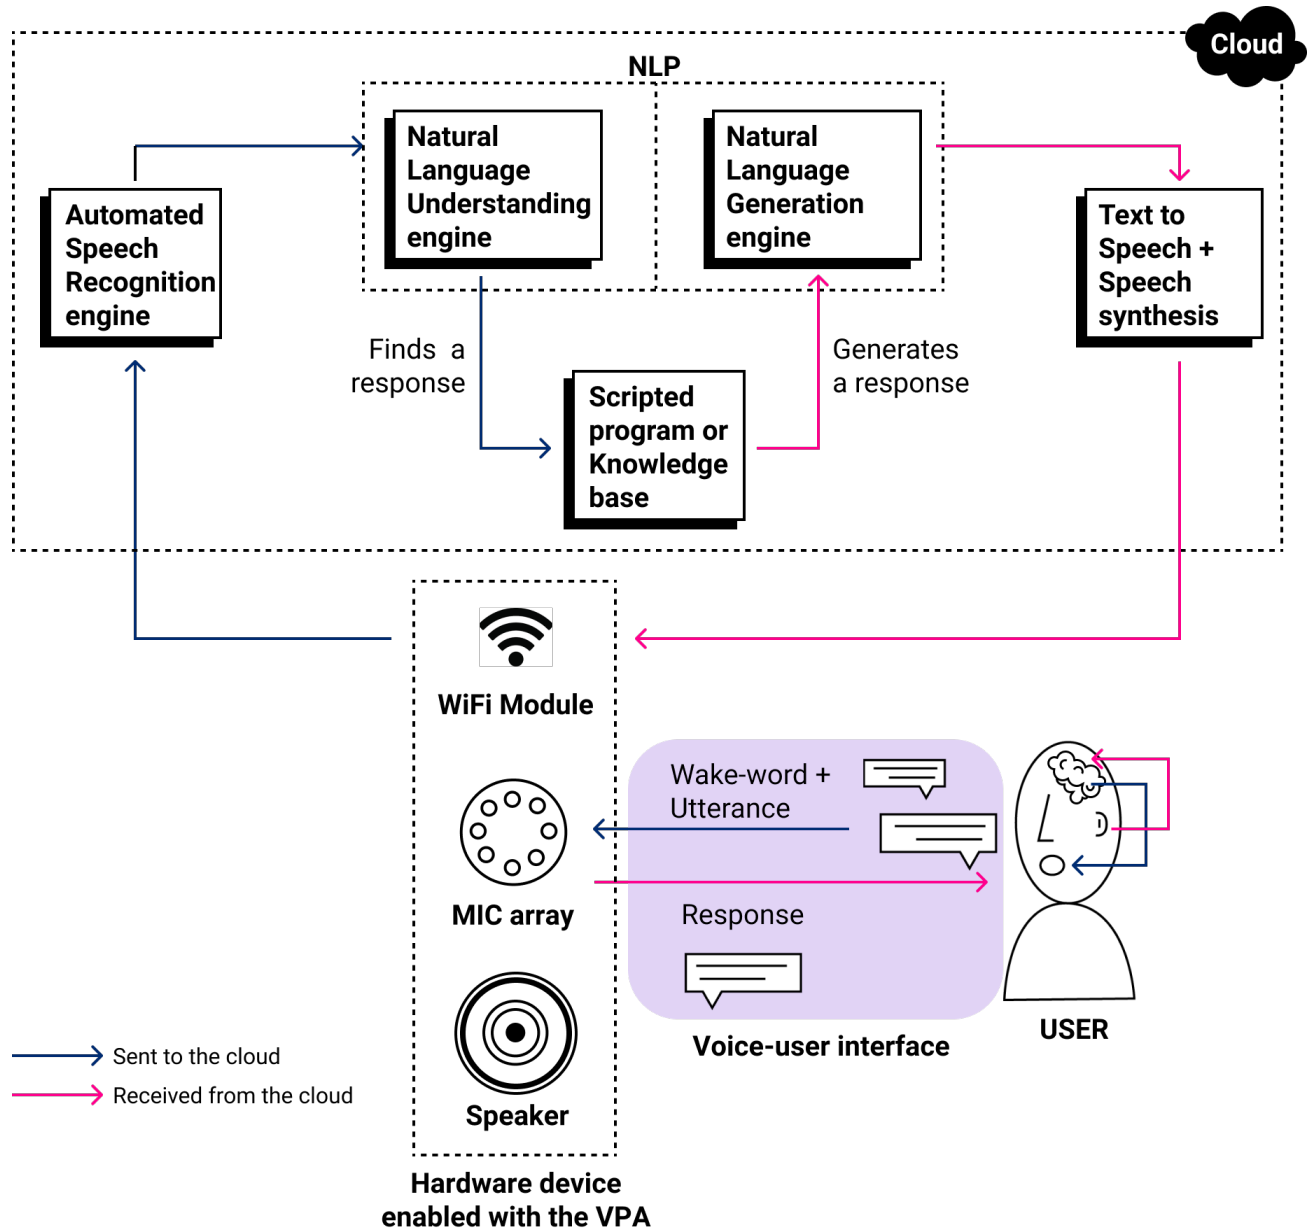 Cloud
NLP
Natural
Language
Understanding
engine
Natural
Language
Generation
engine
Automated
Speech
Recognition
engine
Text to
Speech +
Speech
synthesis
Finds a
response
Generates
a response
Scripted
program or
Knowledge
base
WiFi Module
Wake-word +
Utterance
MIC array
Response
USER
Voice-user interface
Sent to the cloud
Received from the cloud
Speaker
Hardware device
enabled with the VPA